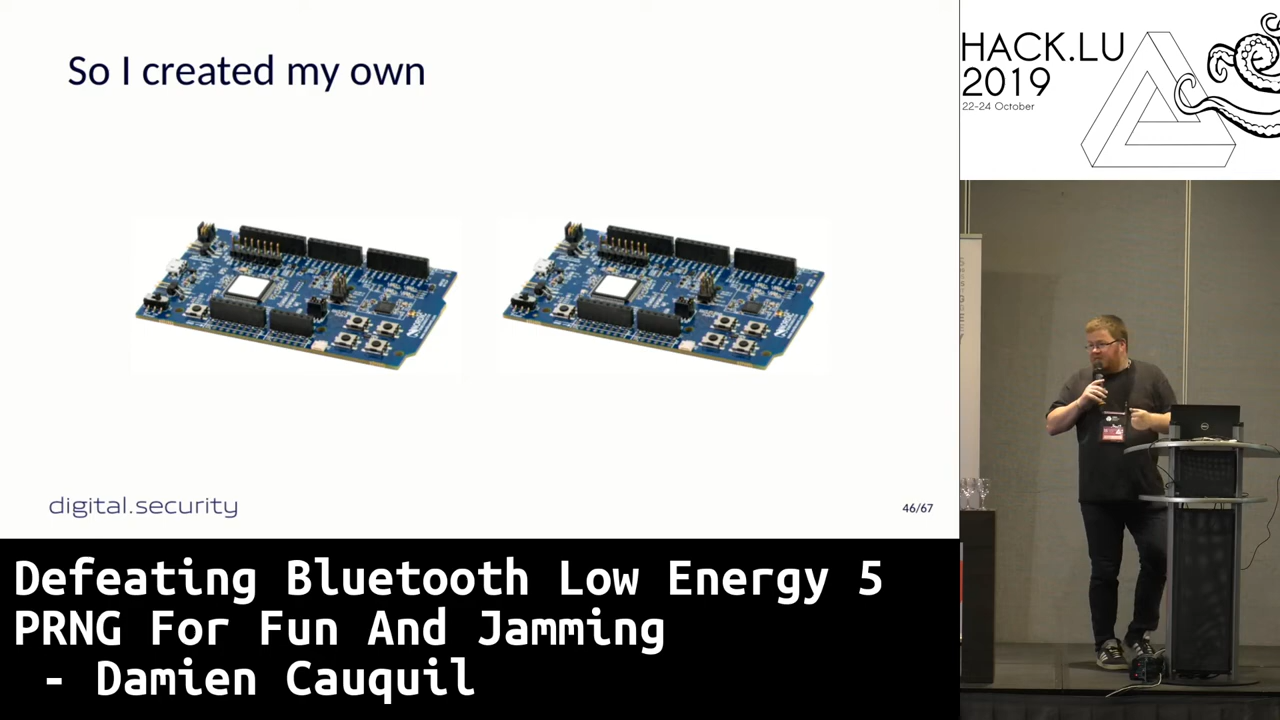 So I created my own
digital.security
46/67
HACK.LU
2019
22-24 October
Defeating Bluetooth Low Energy 5
PRNG For Fun And Jamming
- Damien Cauquil